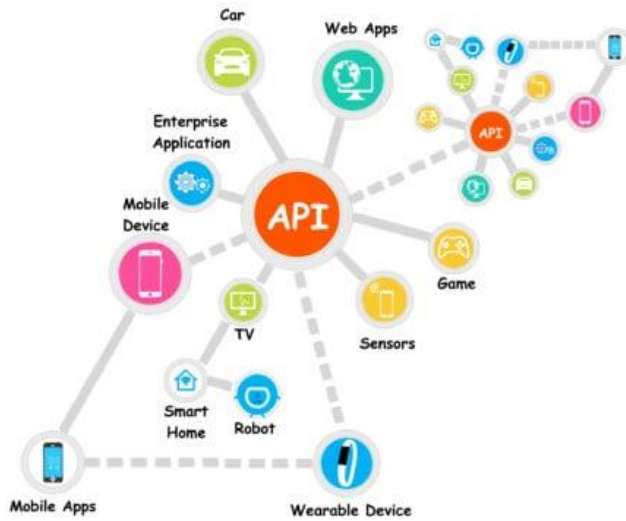 Car
Web Apps
Enterprise
Application
API
Mobile
Device
API
Game
TV
Sensors
Smart
Home
Robot
Mobile Apps
Wearable Device